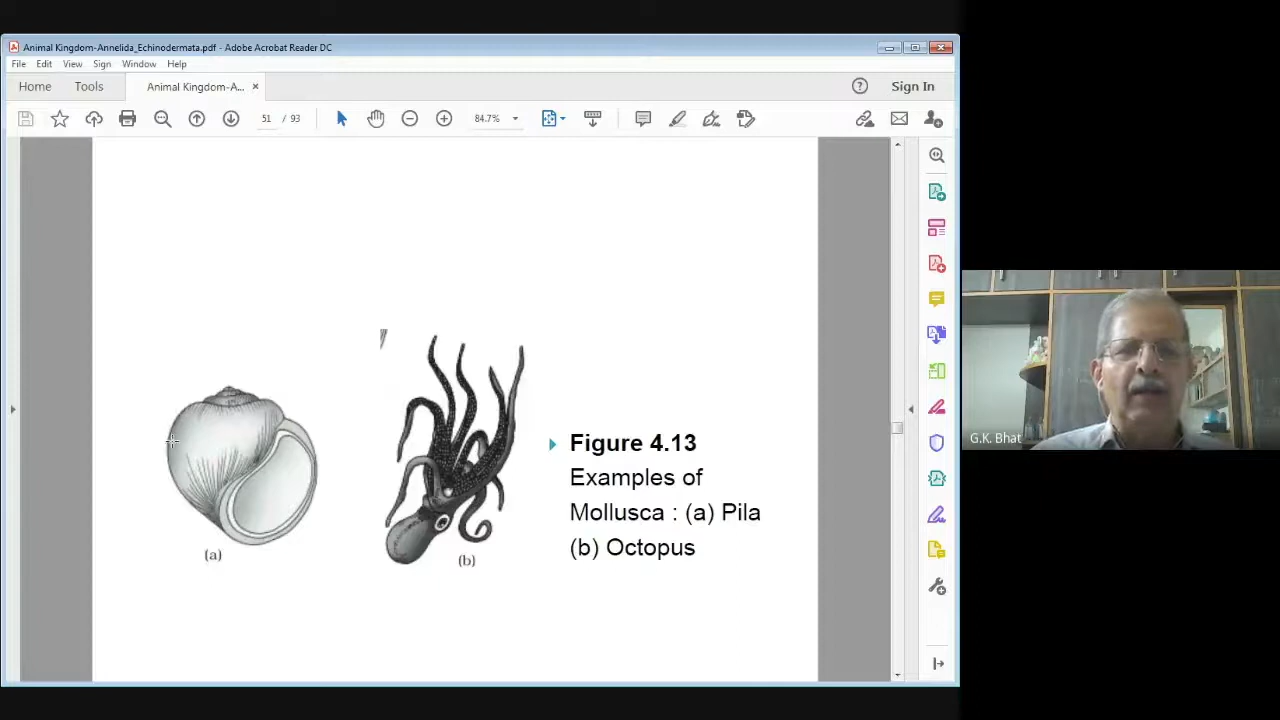 Animal Kingdom-Annelida_Echinodermata.pdf - Adobe Acrobat Reader DC
File Edit View Sign Window Help
Home Tools Animal Kingdom-A... × Sign In
51 / 93 84.7%
Figure 4.13
Examples of
Mollusca : (a) Pila
(b) Octopus
(a)
(b)
G.K. Bhat